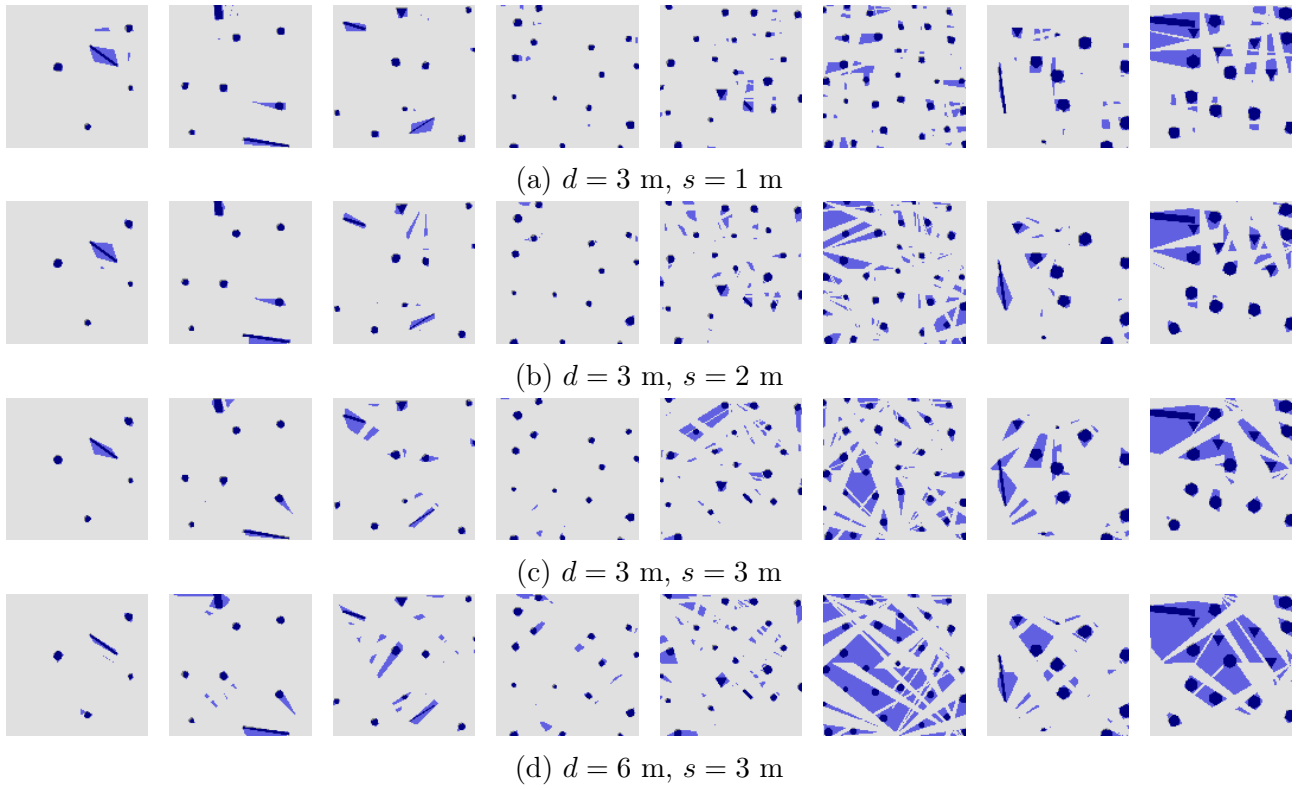 (a) d = 3 m, s = 1 m
(b) d = 3 m, s = 2 m
(c) d = 3 m, s = 3 m
(d) d = 6 m, s = 3 m